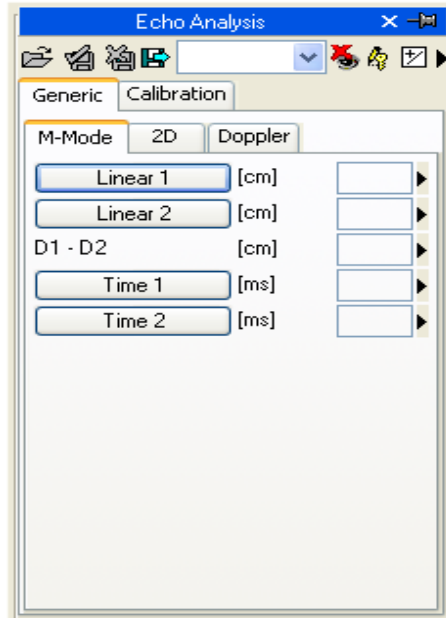 Echo Analysis
Generic Calibration
M-Mode 2D Doppler
Linear 1 [cm]
Linear 2 [cm]
D1 - D2 [cm]
Time 1 [ms]
Time 2 [ms]